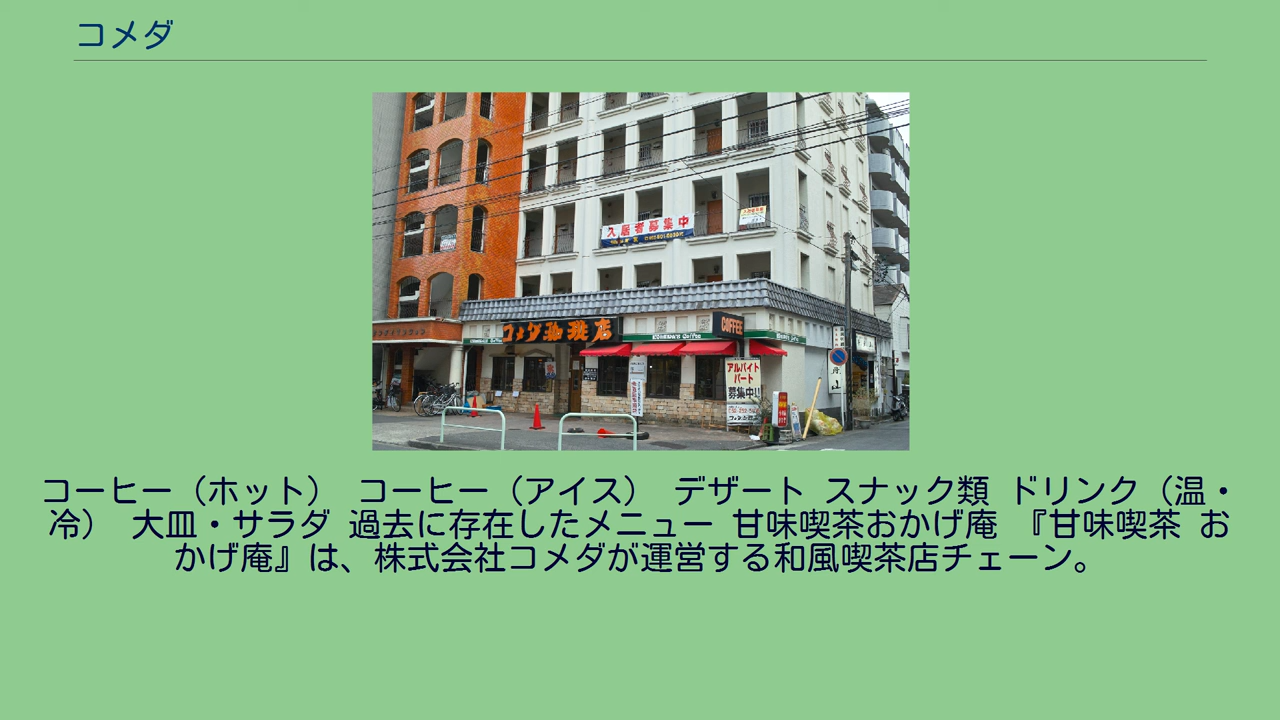 コメダ
入居者募集中
コメダ珈琲店
COFFEE
アルバイト
パート
募集中!!
コーヒー（ホット） コーヒー（アイス） デザート スナック類 ドリンク（温・
冷） 大皿・サラダ 過去に存在したメニュー 甘味喫茶おかげ庵 『甘味喫茶 お
かげ庵』は、株式会社コメダが運営する和風喫茶店チェーン。